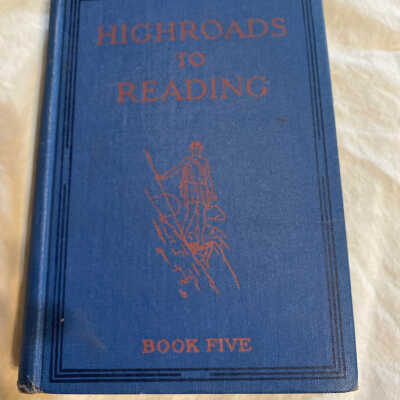 HIGHROADS
TO
READING
BOOK FIVE